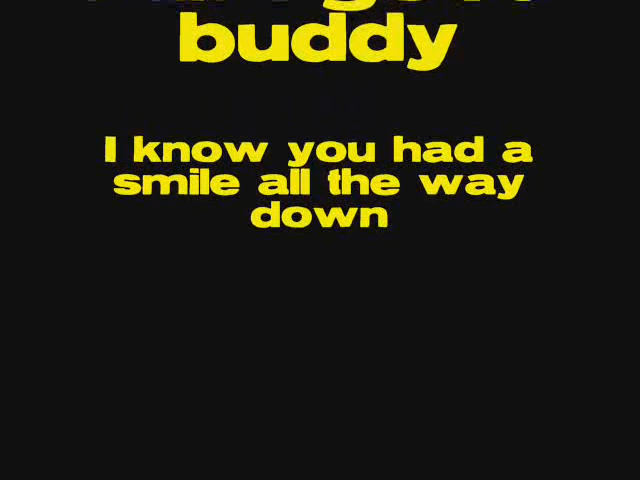 buddy
I know you had a
smile all the way
down